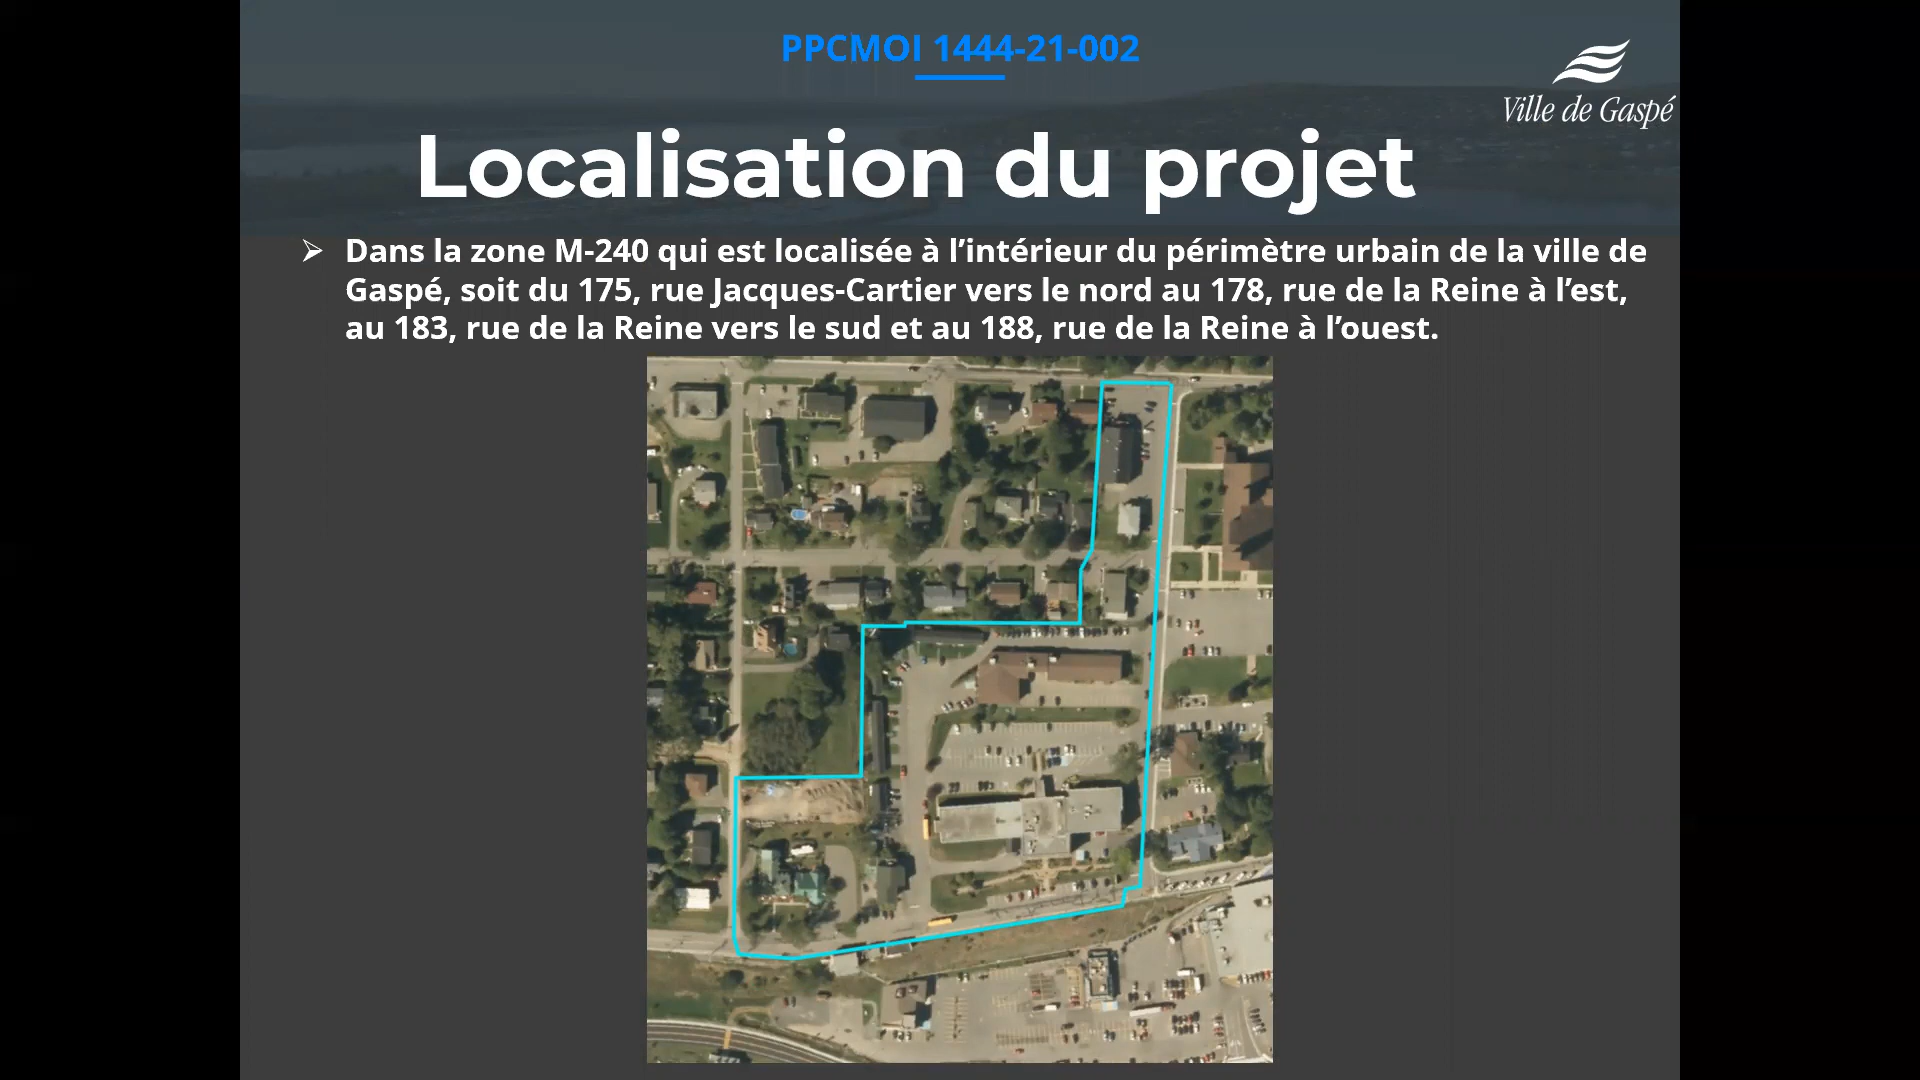 PPCMOI 1444-21-002
Ville de Gaspé
Localisation du projet
Dans la zone M-240 qui est localisée à l’intérieur du périmètre urbain de la ville de
Gaspé, soit du 175, rue Jacques-Cartier vers le nord au 178, rue de la Reine à l’est,
au 183, rue de la Reine vers le sud et au 188, rue de la Reine à l’ouest.